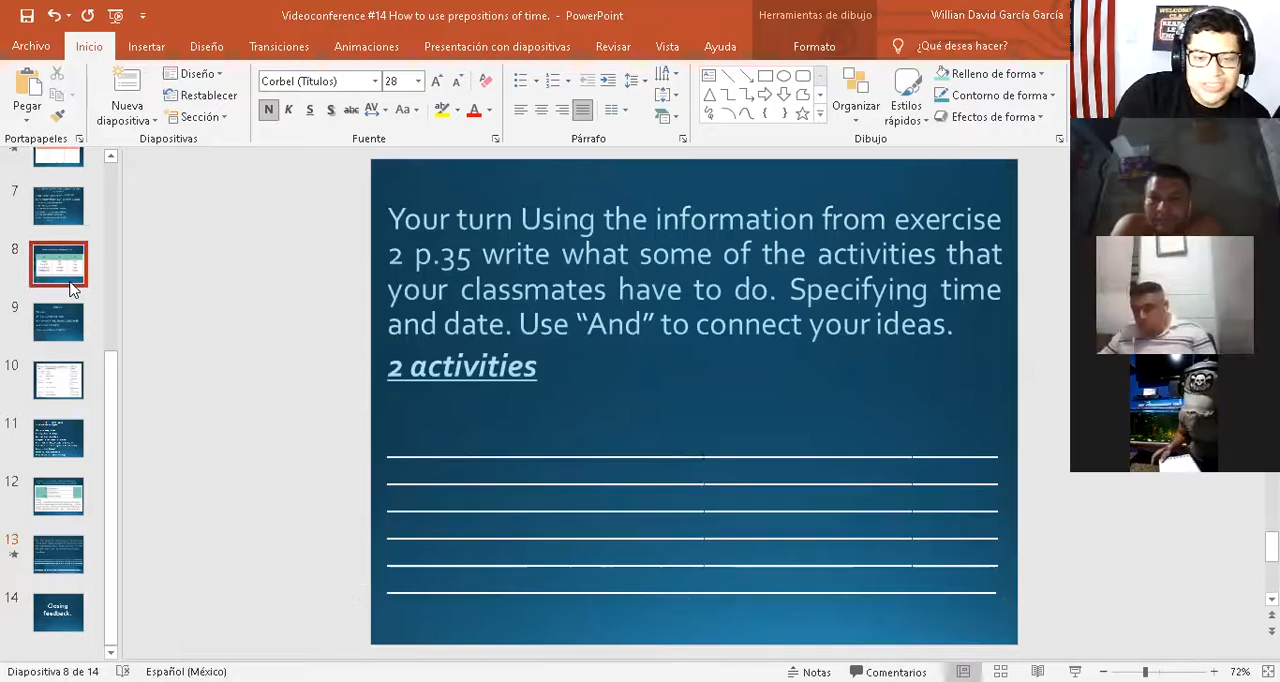 Videoconference #14 How to use prepositions of time. - PowerPoint
Herramientas de dibujo
Willian David García García
Archivo
Inicio
Insertar
Diseño
Transiciones
Animaciones
Presentación con diapositivas
Revisar
Vista
Ayuda
Formato
¿Qué desea hacer?
Pegar
Nueva
diapositiva
Diseño
Restablecer
Sección
Corbel (Títulos)
28
N K S S abc AV Aa A
Organizar
Estilos
rápidos
Relleno de forma
Contorno de forma
Efectos de forma
Portapapeles
Diapositivas
Fuente
Párrafo
Dibujo
7
8
9
10
11
12
13
14
Closing
feedback.
Your turn Using the information from exercise
2 p.35 write what some of the activities that
your classmates have to do. Specifying time
and date. Use “And” to connect your ideas.
2 activities
Diapositiva 8 de 14
Español (México)
Notas
Comentarios
72%